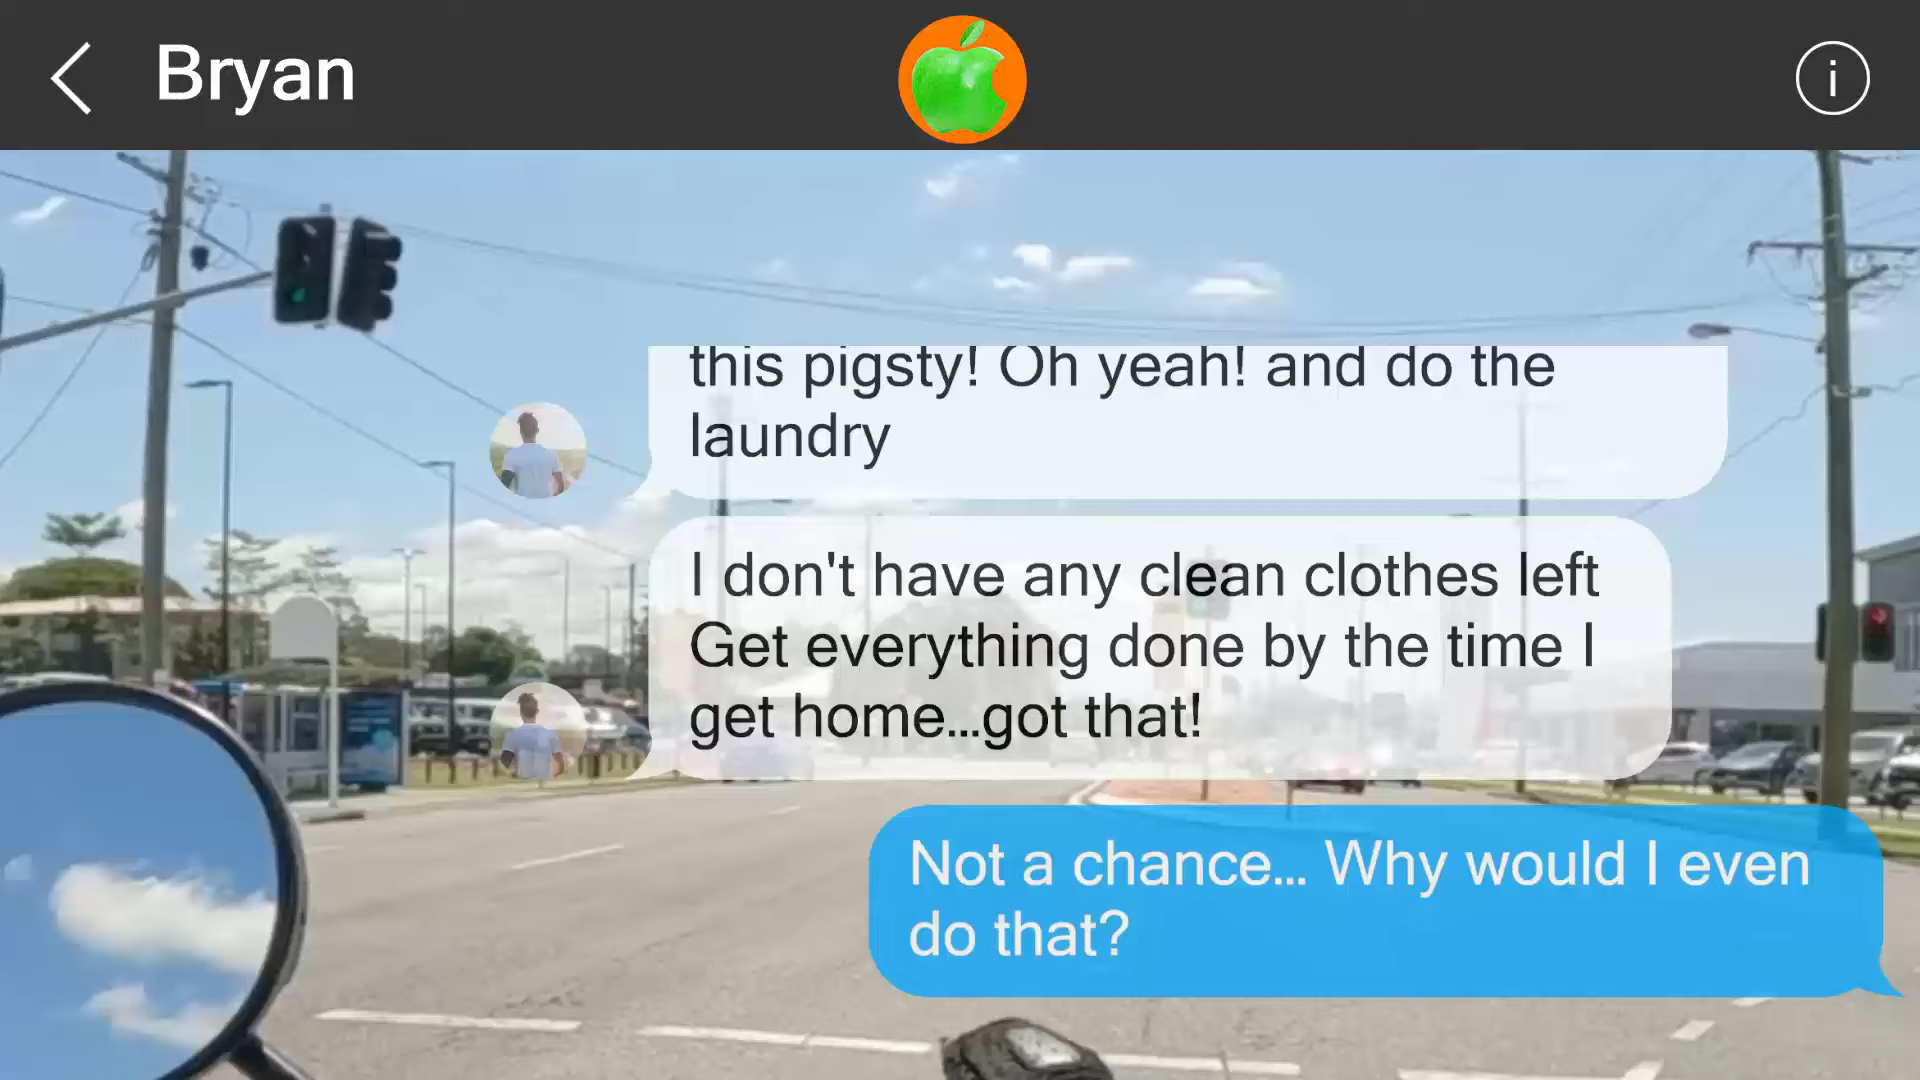 Bryan
this pigsty! Oh yeah! and do the
laundry
I don't have any clean clothes left
Get everything done by the time I
get home...got that!
Not a chance... Why would I even
do that?